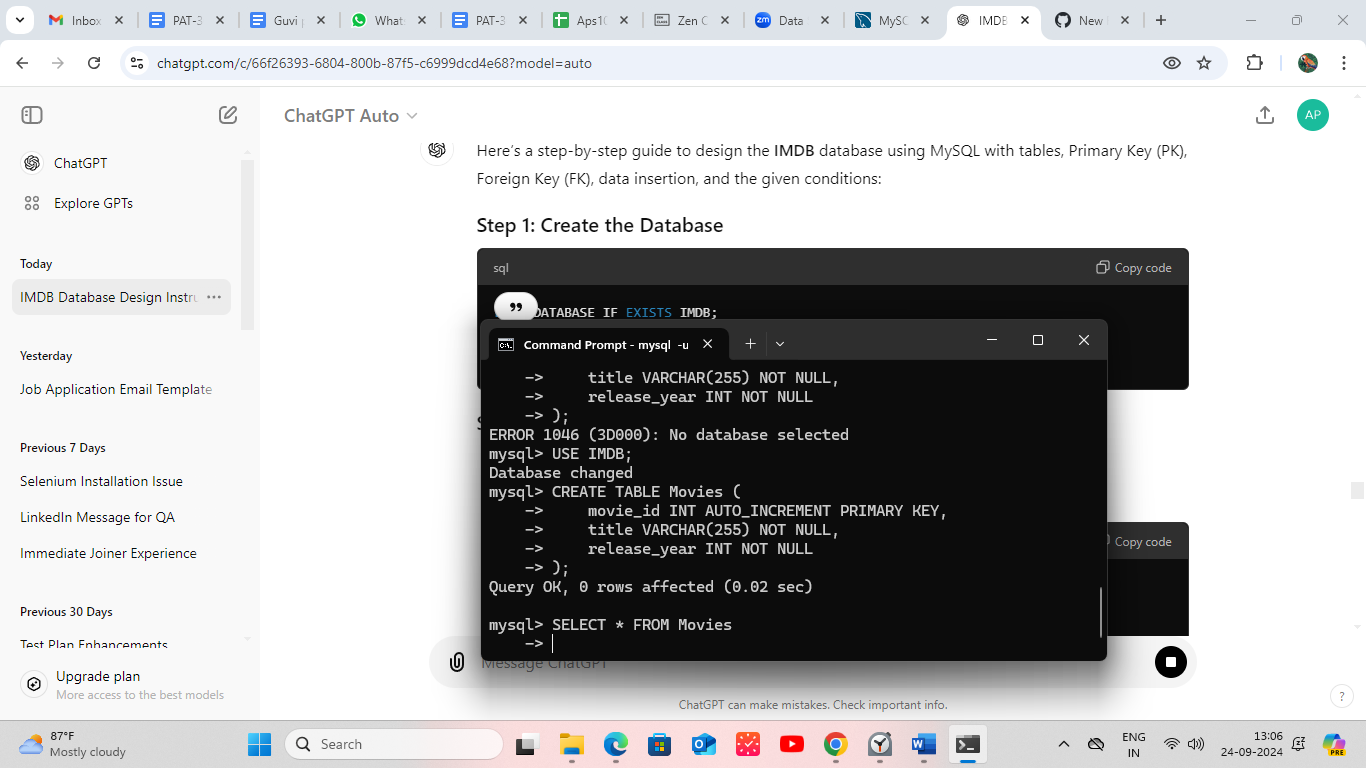 Inbox
PAT-3
Guvi
What
PAT-3
Aps1
Zen C
Data
MySC
IMDB
New
chatgpt.com/c/66f26393-6804-800b-87f5-c6999dcd4e68?model=auto
ChatGPT
Explore GPTs
Today
IMDB Database Design Instru
Yesterday
Job Application Email Template
Previous 7 Days
Selenium Installation Issue
LinkedIn Message for QA
Immediate Joiner Experience
Previous 30 Days
Test Plan Enhancements
Upgrade plan
More access to the best models
ChatGPT Auto
AP
Here's a step-by-step guide to design the IMDB database using MySQL with tables, Primary Key (PK),
Foreign Key (FK), data insertion, and the given conditions:
Step 1: Create the Database
sql
Copy code
DATABASE IF EXISTS IMDB;
Command Prompt - mysql -u
-> title VARCHAR(255) NOT NULL,
-> release_year INT NOT NULL
-> );
ERROR 1046 (3D000): No database selected
mysql> USE IMDB;
Database changed
mysql> CREATE TABLE Movies (
-> movie_id INT AUTO_INCREMENT PRIMARY KEY,
-> title VARCHAR(255) NOT NULL,
-> release_year INT NOT NULL
-> );
Query OK, 0 rows affected (0.02 sec)
mysql> SELECT * FROM Movies
->
Copy code
Message ChatGPT
ChatGPT can make mistakes. Check important info.
?
87°F
Mostly cloudy
Search
ENG
IN
13:06
24-09-2024
PRE